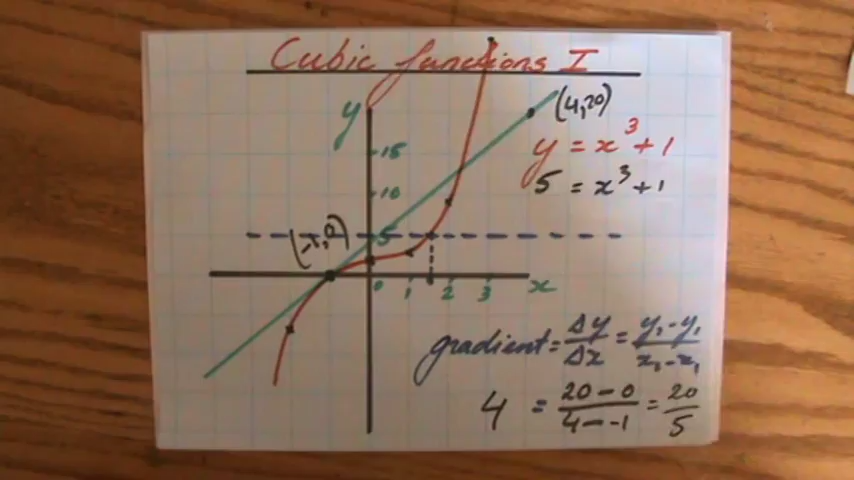 Cubic functions I
y
(4,20)
15
y = x³ + 1
10
5 = x³ + 1
(-1,0)
5
0 1 2 3 x
gradient = Δy/Δx = y₂-y₁/x₂-x₁
4 = 20-0/4--1 = 20/5